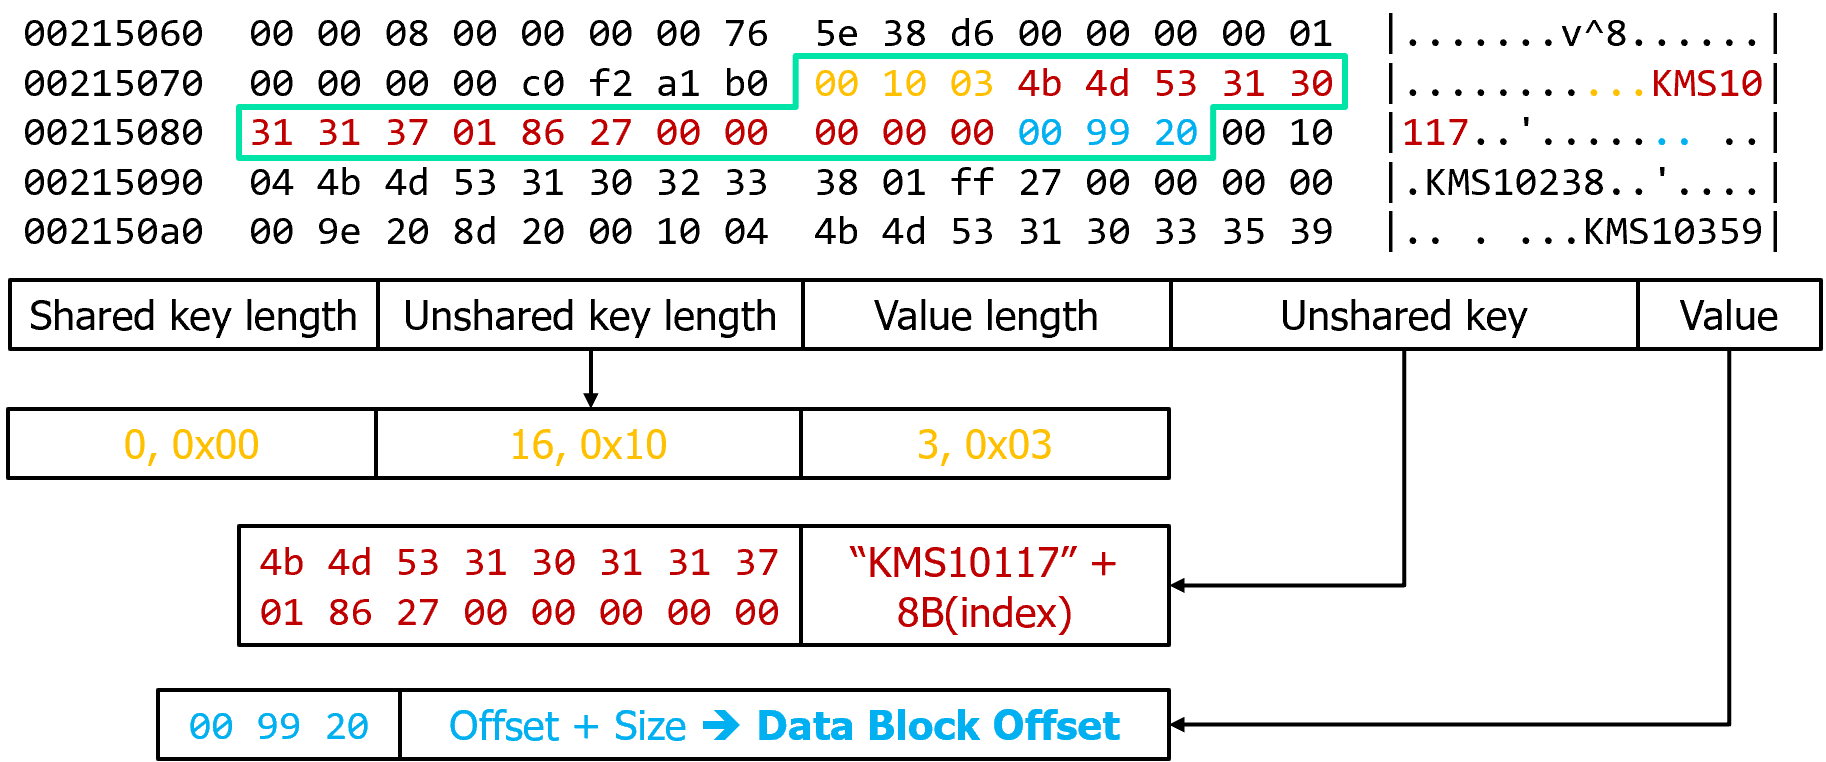 00215060 00 00 08 00 00 00 00 76 5e 38 d6 00 00 00 00 01 |.......v^8......|
00215070 00 00 00 00 c0 f2 a1 b0 00 10 03 4b 4d 53 31 30 |...........KMS10|
00215080 31 31 37 01 86 27 00 00 00 00 00 00 99 20 00 10 |117..'....... ..|
00215090 04 4b 4d 53 31 30 32 33 38 01 ff 27 00 00 00 00 |.KMS10238..'....|
002150a0 00 9e 20 8d 20 00 10 04 4b 4d 53 31 30 33 35 39 |.. . ...KMS10359|
Shared key length Unshared key length Value length Unshared key Value
0, 0x00 16, 0x10 3, 0x03
4b 4d 53 31 30 31 31 37 “KMS10117” +
01 86 27 00 00 00 00 00 8B(index)
00 99 20 Offset + Size ➔ Data Block Offset